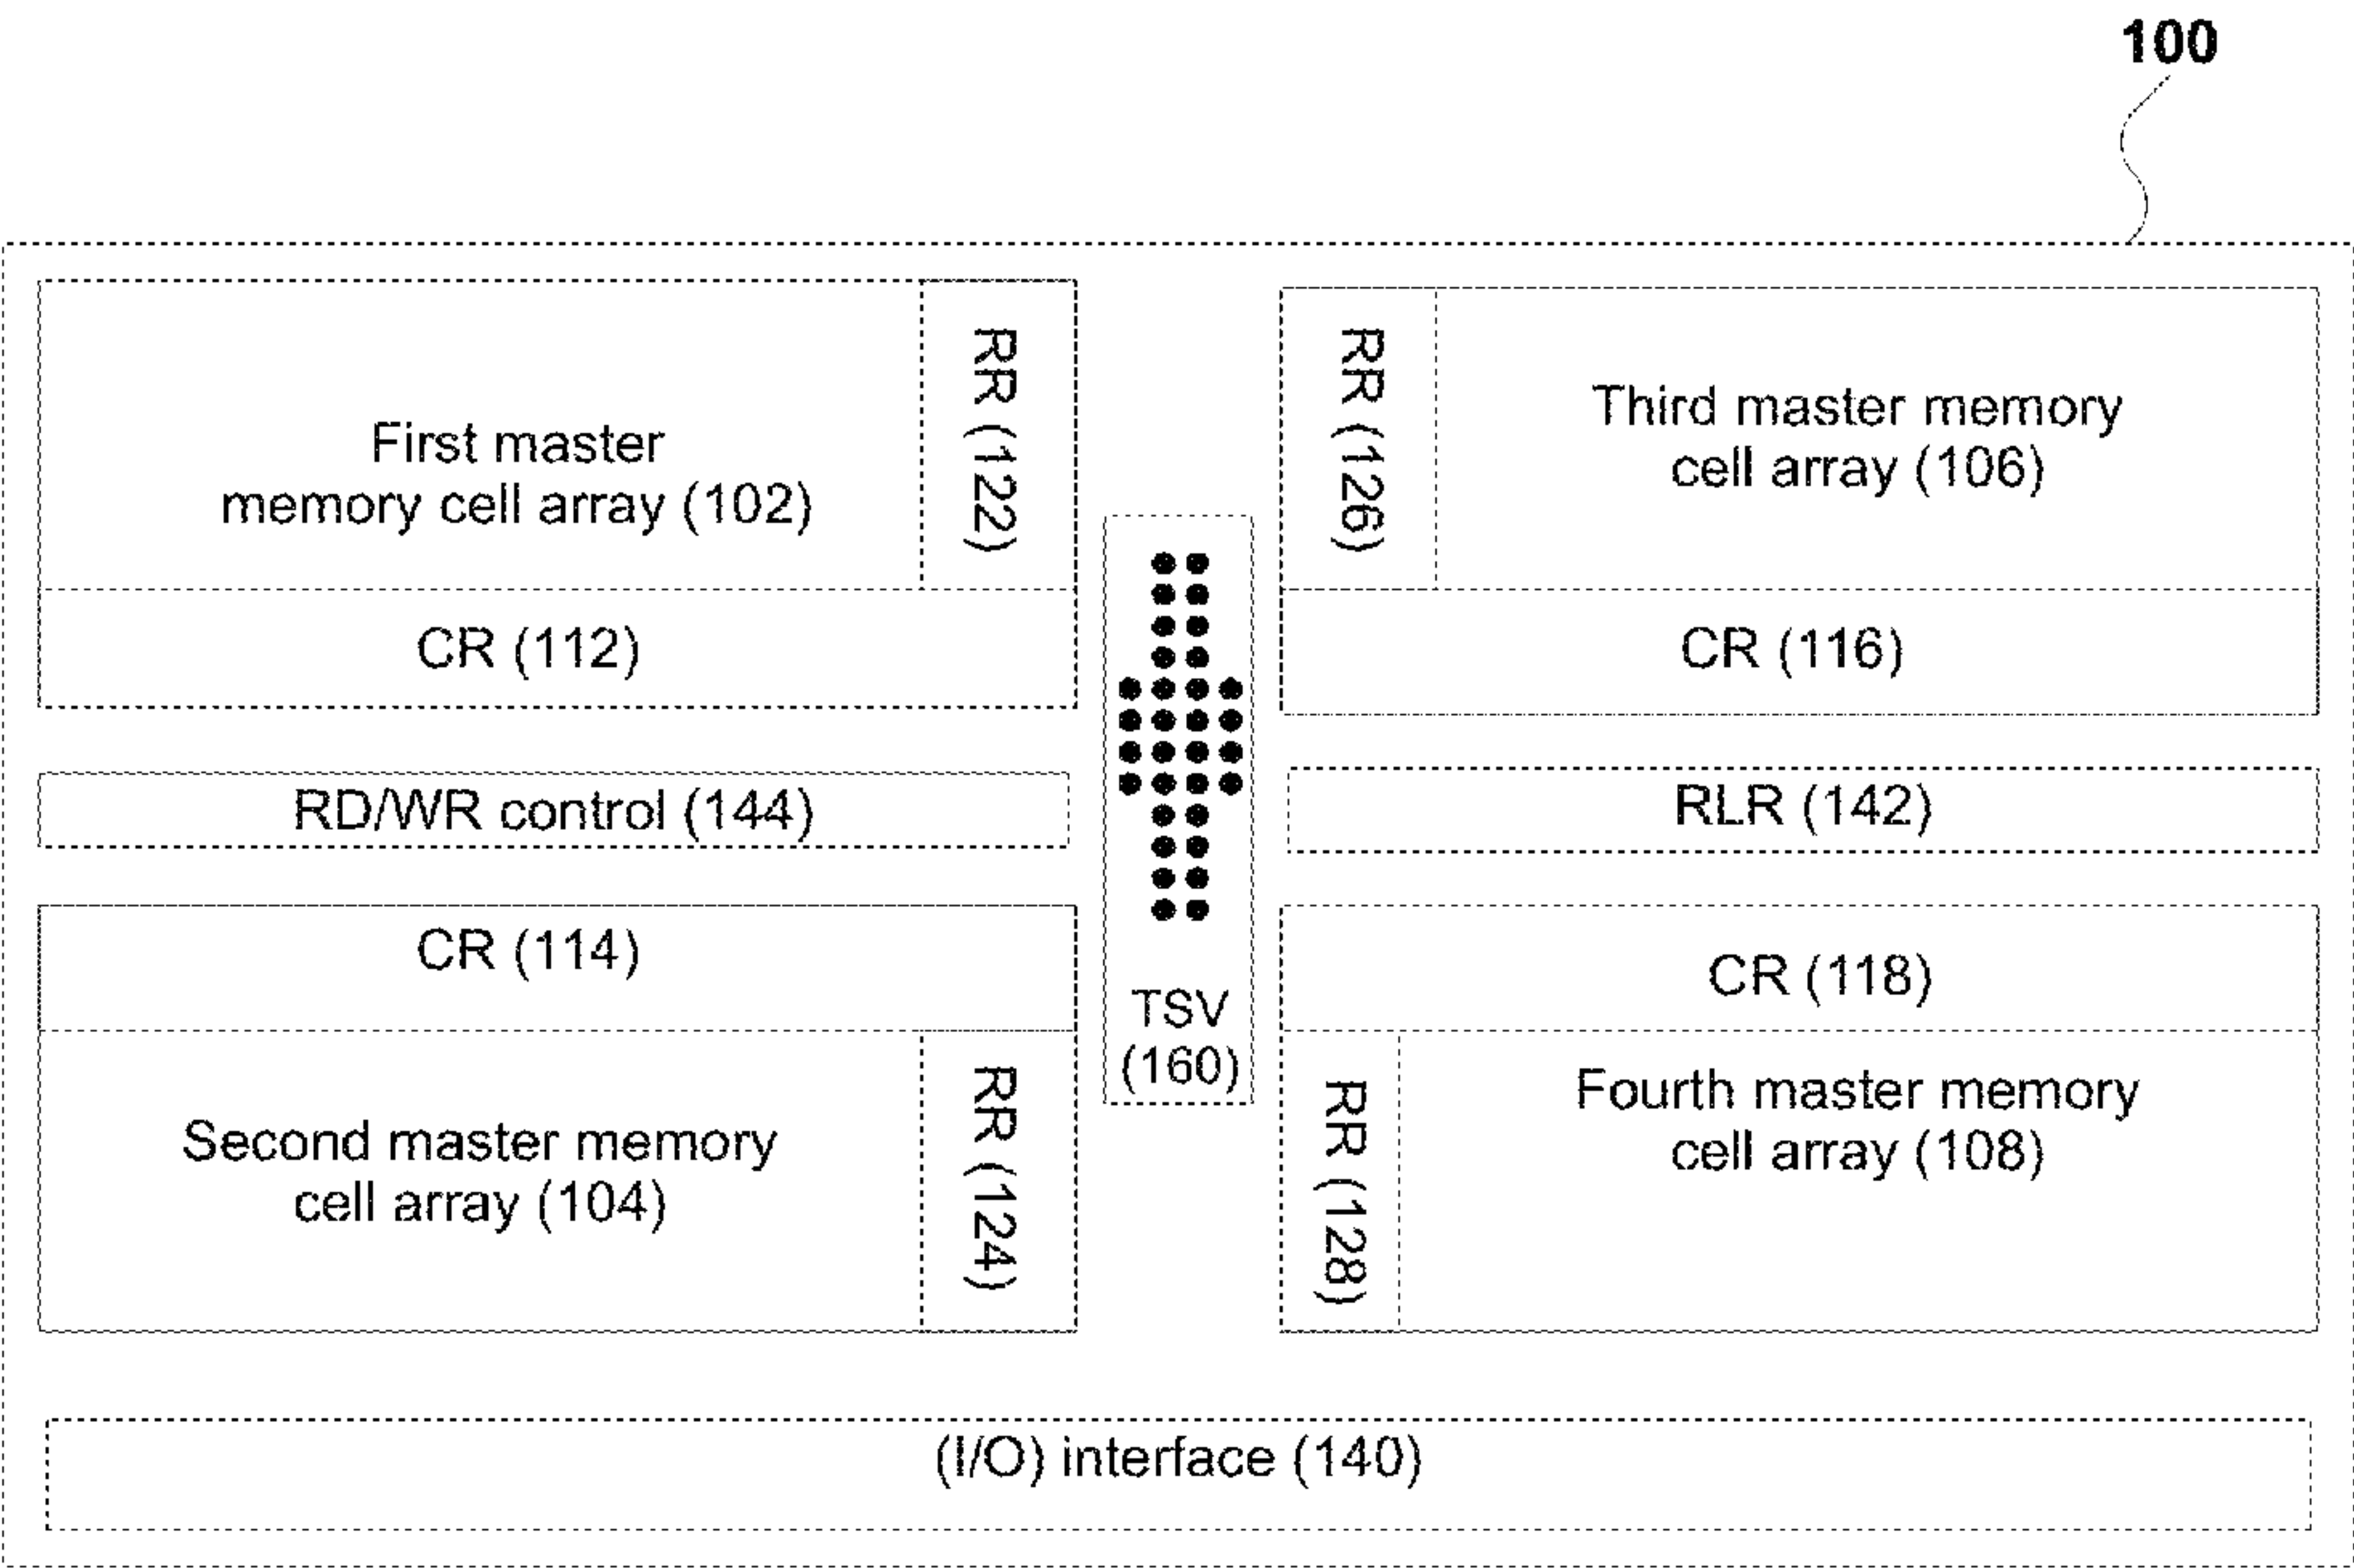 100
First master
memory cell array (102)
RR (122)
CR (112)
RR (126)
Third master memory
cell array (106)
CR (116)
RD/WR control (144)
RLR (142)
CR (114)
Second master memory
cell array (104)
RR (124)
TSV
(160)
CR (118)
RR (128)
Fourth master memory
cell array (108)
(I/O) interface (140)